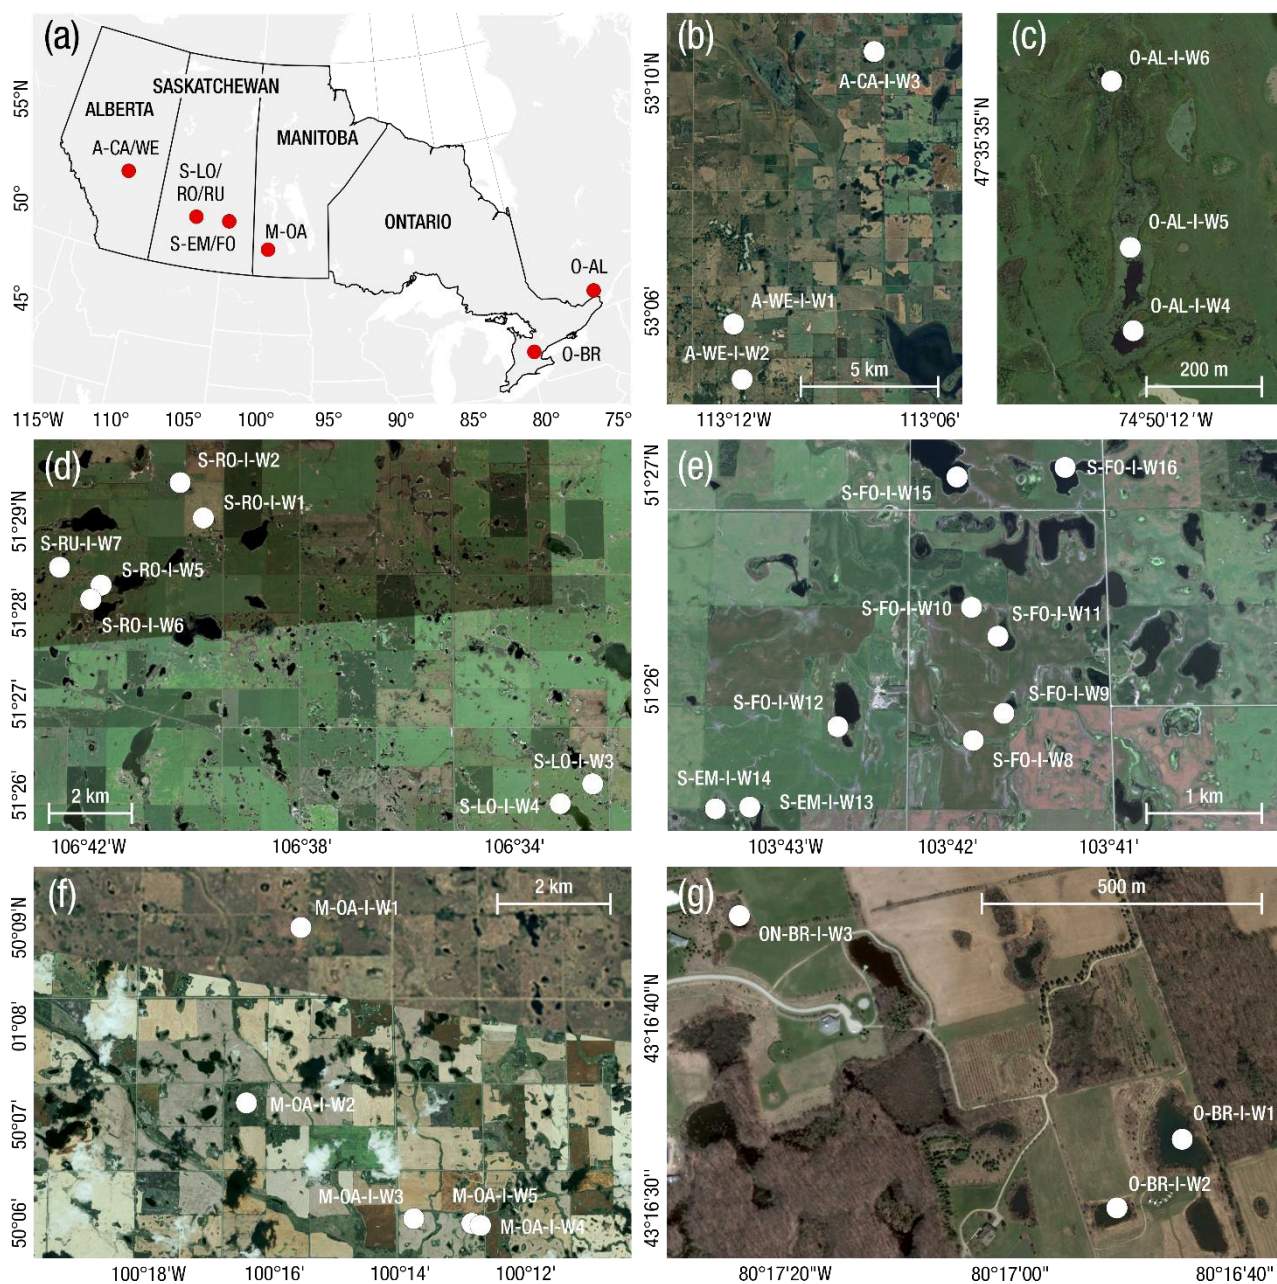 (a)
ALBERTA
SASKATCHEWAN
MANITOBA
ONTARIO
A-CA/WE
S-LO/
RO/RU
S-EM/FO
M-OA
O-AL
O-BR
55°N
50°
45°
115°W
110°
105°
100°
95°
90°
85°
80°
75°
(b)
A-CA-I-W3
A-WE-I-W1
A-WE-I-W2
5 km
53°10'N
53°06'
113°12'W
113°06'
(c)
O-AL-I-W6
O-AL-I-W5
O-AL-I-W4
200 m
47°35'35"N
74°50'12"W
(d)
S-RO-I-W2
S-RO-I-W1
S-RU-I-W7
S-RO-I-W5
S-RO-I-W6
S-LO-I-W3
S-LO-I-W4
2 km
51°29'N
51°28'
51°27'
51°26'
106°42'W
106°38'
106°34'
(e)
S-FO-I-W16
S-FO-I-W15
S-FO-I-W10
S-FO-I-W11
S-FO-I-W12
S-FO-I-W9
S-FO-I-W8
S-EM-I-W14
S-EM-I-W13
1 km
51°27'N
51°26'
103°43'W
103°42'
103°41'
(f)
M-OA-I-W1
M-OA-I-W2
M-OA-I-W3
M-OA-I-W5
M-OA-I-W4
2 km
50°09'N
01°08'
50°07'
50°06'
100°18'W
100°16'
100°14'
100°12'
(g)
500 m
ON-BR-I-W3
O-BR-I-W1
O-BR-I-W2
43°16'40"N
43°16'30"
80°17'20"W
80°17'00"
80°16'40"